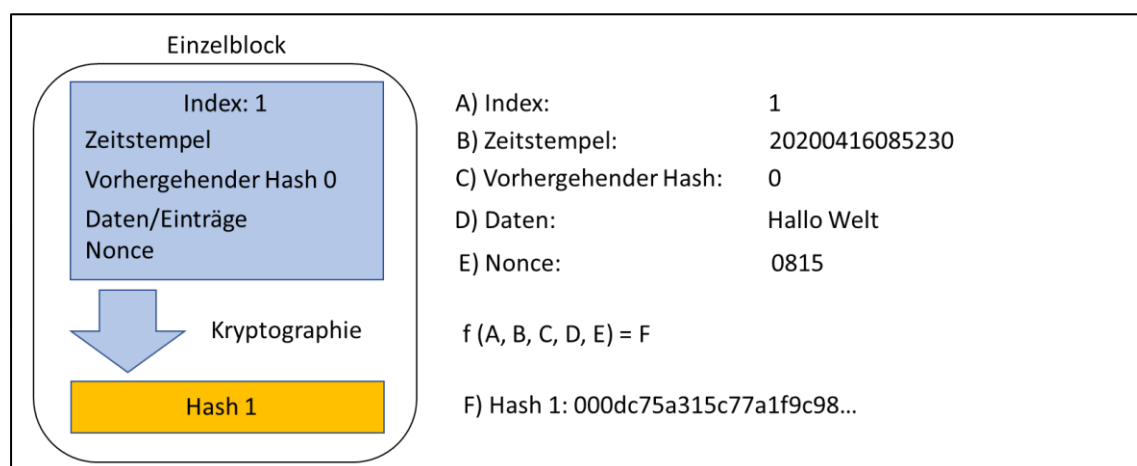 Einzelblock
Index: 1
Zeitstempel
Vorhergehender Hash 0
Daten/Einträge
Nonce
Kryptographie
Hash 1
A) Index: 1
B) Zeitstempel: 20200416085230
C) Vorhergehender Hash: 0
D) Daten: Hallo Welt
E) Nonce: 0815
f (A, B, C, D, E) = F
F) Hash 1: 000dc75a315c77a1f9c98...